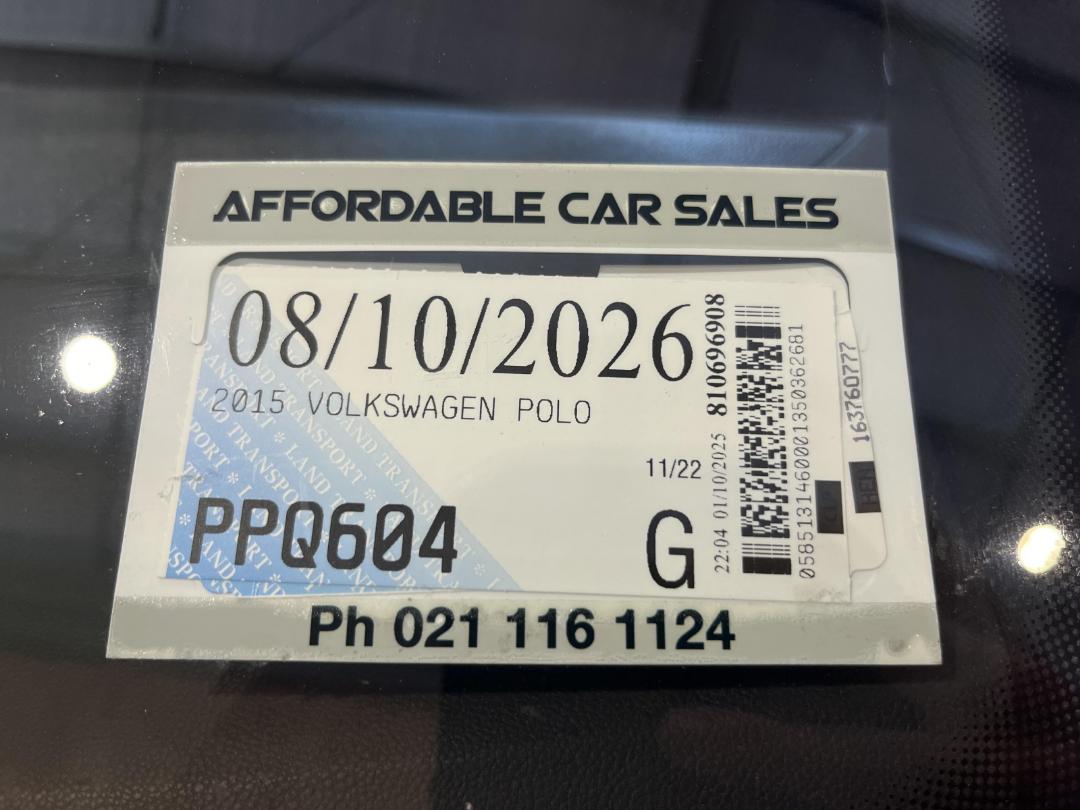 AFFORDABLE CAR SALES
08/10/2026
2015 VOLKSWAGEN POLO
11/22
PPQ604
G
22:04 01/10/2025 810696908
0585131460001350362681
163760777
Ph 021 116 1124